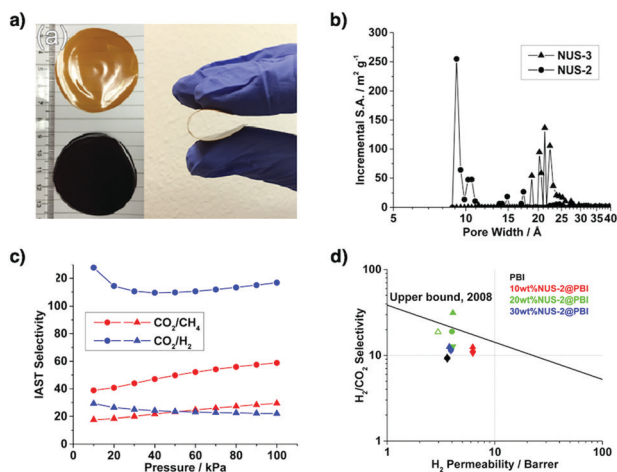 a)
(a)
b)
Incremental S.A. / m² g⁻¹
300
250
200
150
100
50
0
NUS-3
NUS-2
5 10 15 20 25 30 35 40
Pore Width / Å
c)
IAST Selectivity
20
100
80
60
40
20
0
CO₂/CH₄
CO₂/H₂
0 20 40 60 80 100
Pressure / kPa
d)
H₂/CO₂ Selectivity
100
10
1
Upper bound, 2008
PBI
10wt%NUS-2@PBI
20wt%NUS-2@PBI
30wt%NUS-2@PBI
1 10 100
H₂ Permeability / Barrer